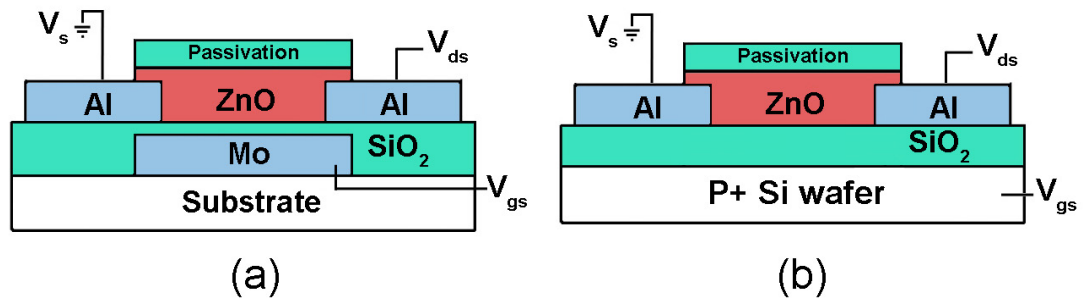 Vs
Passivation
Vds
Al
ZnO
Al
Mo
SiO2
Substrate
Vgs
(a)
Vs
Passivation
Vds
Al
ZnO
Al
SiO2
P+ Si wafer
Vgs
(b)